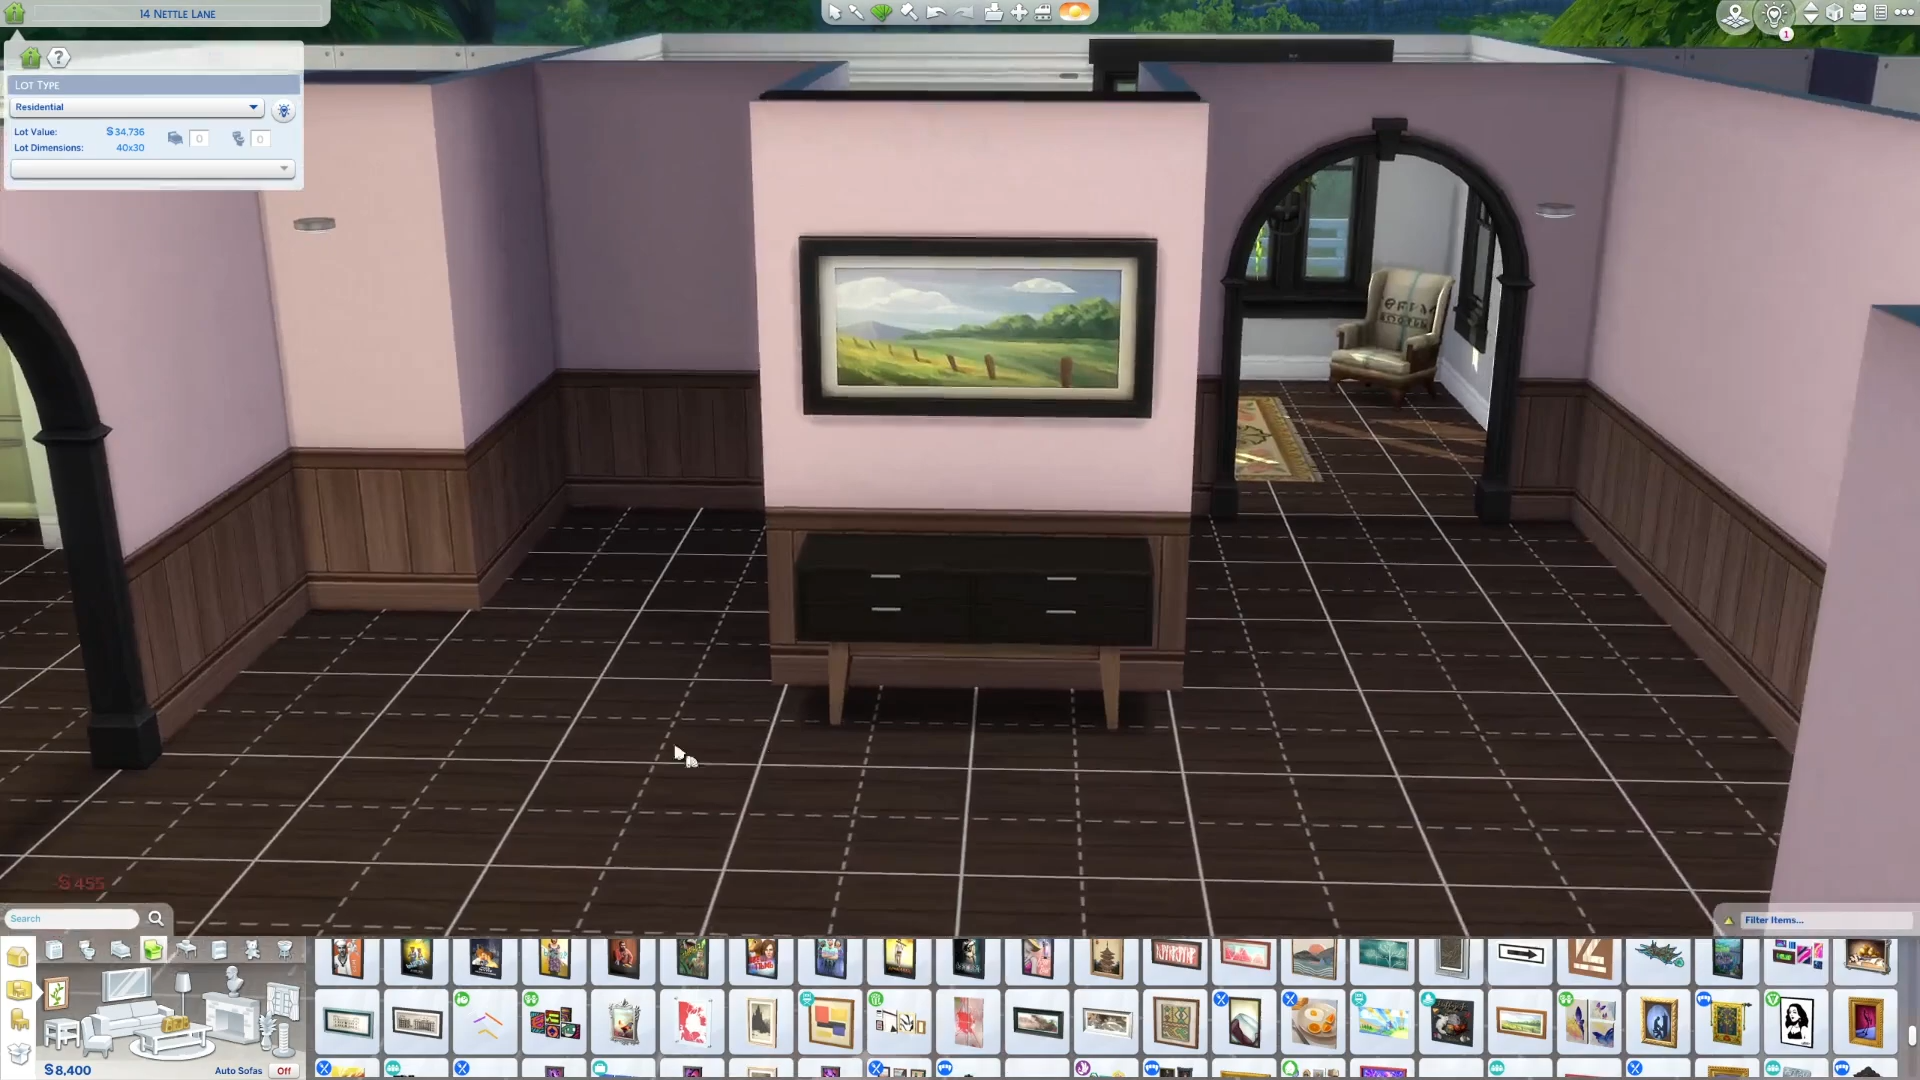 14 Nettle Lane
1
Lot Type
Residential
Lot Value: §34,736
0 0
Lot Dimensions: 40x30
§455
Search
Filter Items...
§8,400
Auto Sofas Off